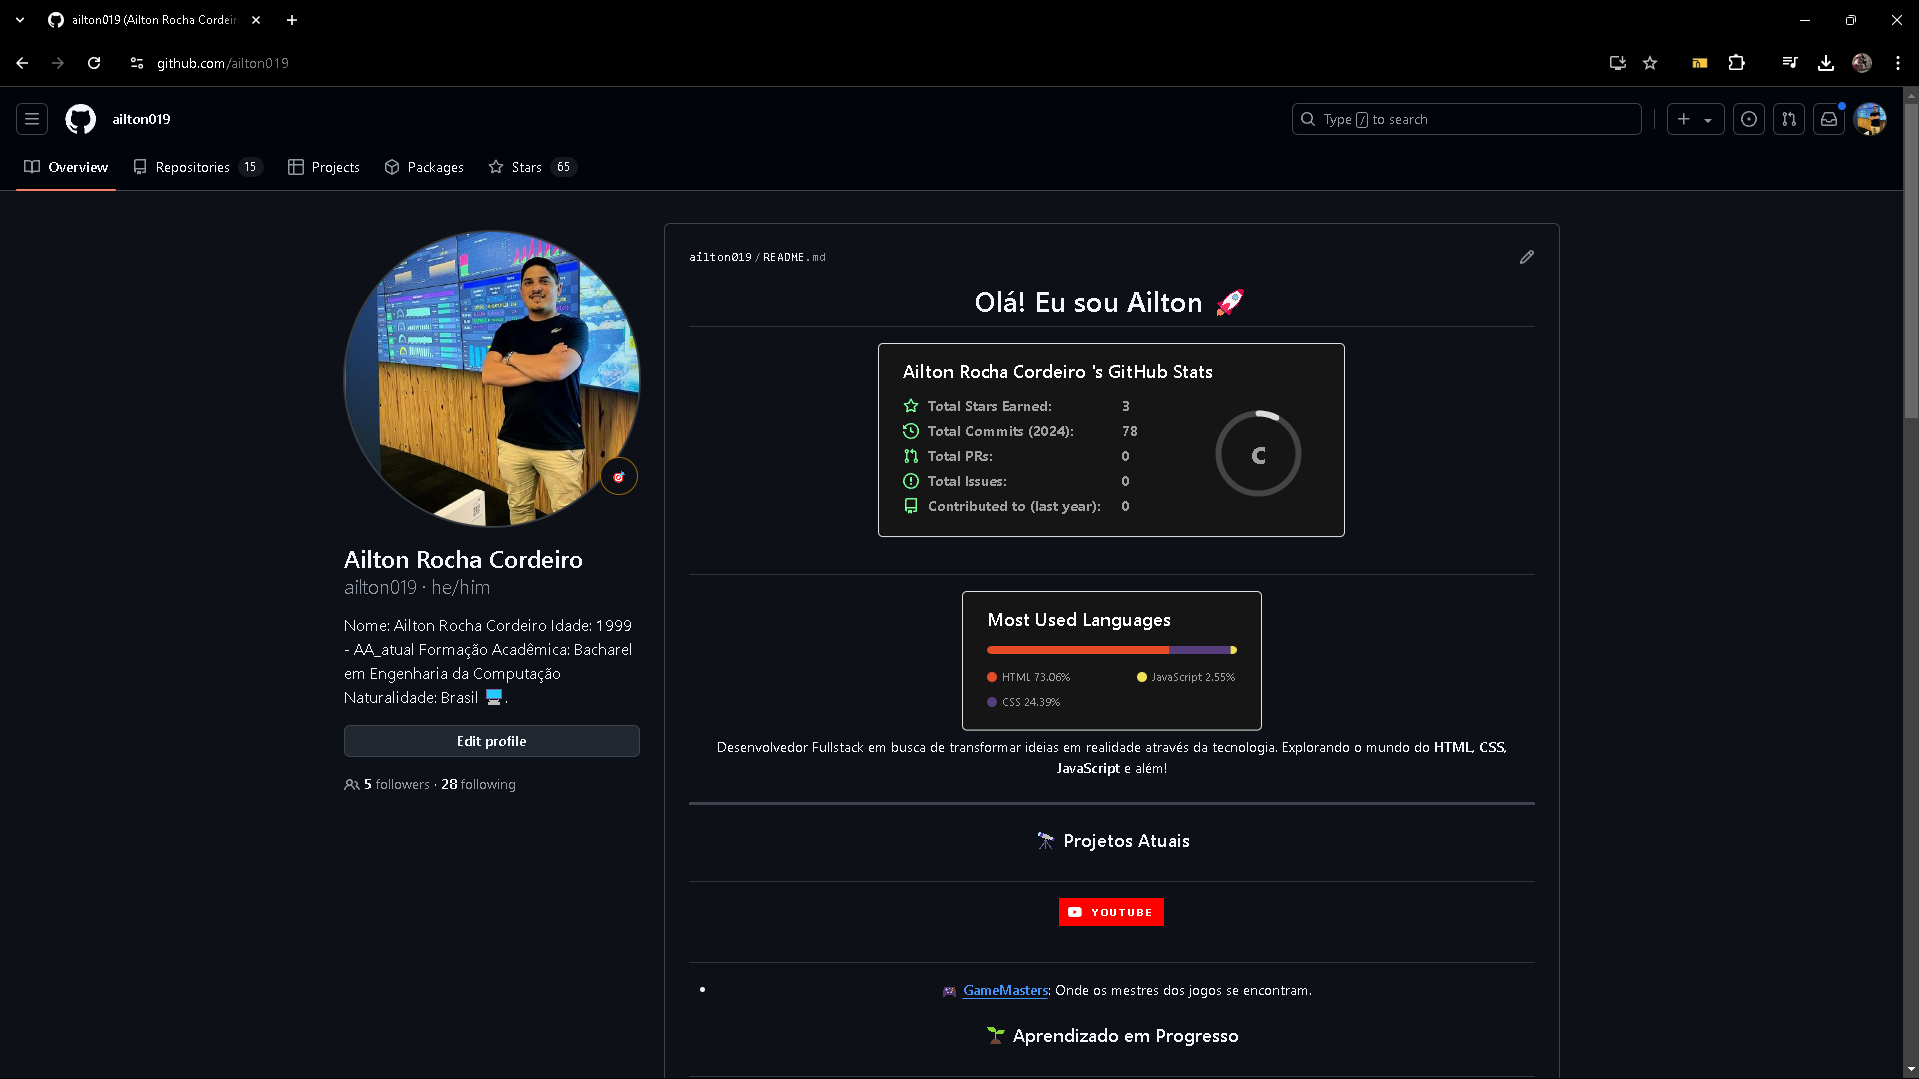 ailton019 (Ailton Rocha Cordeir
github.com/ailton019
ailton019
Type / to search
Overview
Repositories 15
Projects
Packages
Stars 65
ailton019 / README.md
Olá! Eu sou Ailton 🚀
Ailton Rocha Cordeiro 's GitHub Stats
Total Stars Earned: 3
Total Commits (2024): 78
Total PRs: 0
Total Issues: 0
Contributed to (last year): 0
C
Ailton Rocha Cordeiro
ailton019 · he/him
Nome: Ailton Rocha Cordeiro Idade: 1999
- AA_atual Formação Acadêmica: Bacharel
em Engenharia da Computação
Naturalidade: Brasil 🖥️.
Edit profile
5 followers · 28 following
Most Used Languages
HTML 73.06%
JavaScript 2.55%
CSS 24.39%
Desenvolvedor Fullstack em busca de transformar ideias em realidade através da tecnologia. Explorando o mundo do HTML, CSS,
JavaScript e além!
🔭 Projetos Atuais
YOUTUBE
🎮 GameMasters: Onde os mestres dos jogos se encontram.
🌱 Aprendizado em Progresso